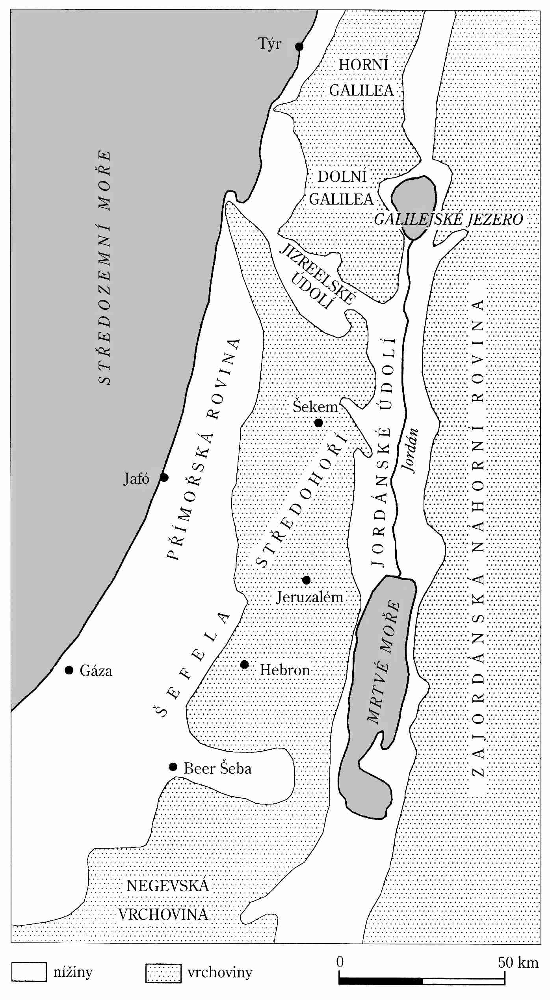 Týr
HORNÍ
GALILEA
STŘEDOZEMNÍ MOŘE
DOLNÍ
GALILEA
GALILEJSKÉ JEZERO
JIZREELSKÉ
ÚDOLÍ
PŘÍMOŘSKÁ ROVINA
JORDÁNSKÉ ÚDOLÍ
ZAJORDÁNSKÁ NÁHORNÍ ROVINA
Šekem
STŘEDOHOŘÍ
Jordán
Jafó
Jeruzalém
ŠEFELA
MRTVÉ MOŘE
Gáza
Hebron
Beer Šeba
NEGEVSKÁ
VRCHOVINA
nížiny
vrchoviny
0
50 km